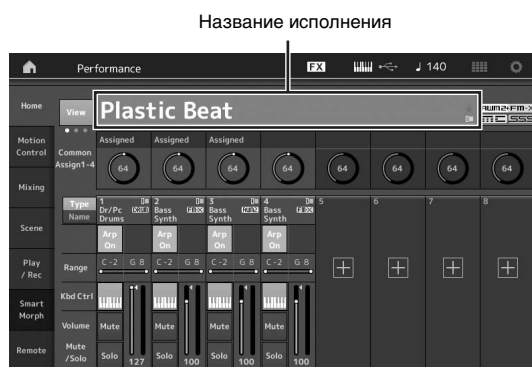 Название исполнения
Performance FX 140
Home View Plastic Beat
Motion Control Common Assign1-4 Assigned Assigned Assigned
64 64 64 64 64 64 64 64
Mixing
Type Name 1 Dr/Pc Drums 2 Bass Synth 3 Bass Synth 4 Bass Synth 5 6 7 8
Scene Arp On Arp On Arp On Arp On
Play / Rec Range C -2 G 8 C -2 G 8 C -2 G 8 C -2 G 8
Smart Morph Kbd Ctrl
Volume Mute Mute Mute Mute
Remote Mute /Solo Solo 127 Solo 100 Solo 100 Solo 100